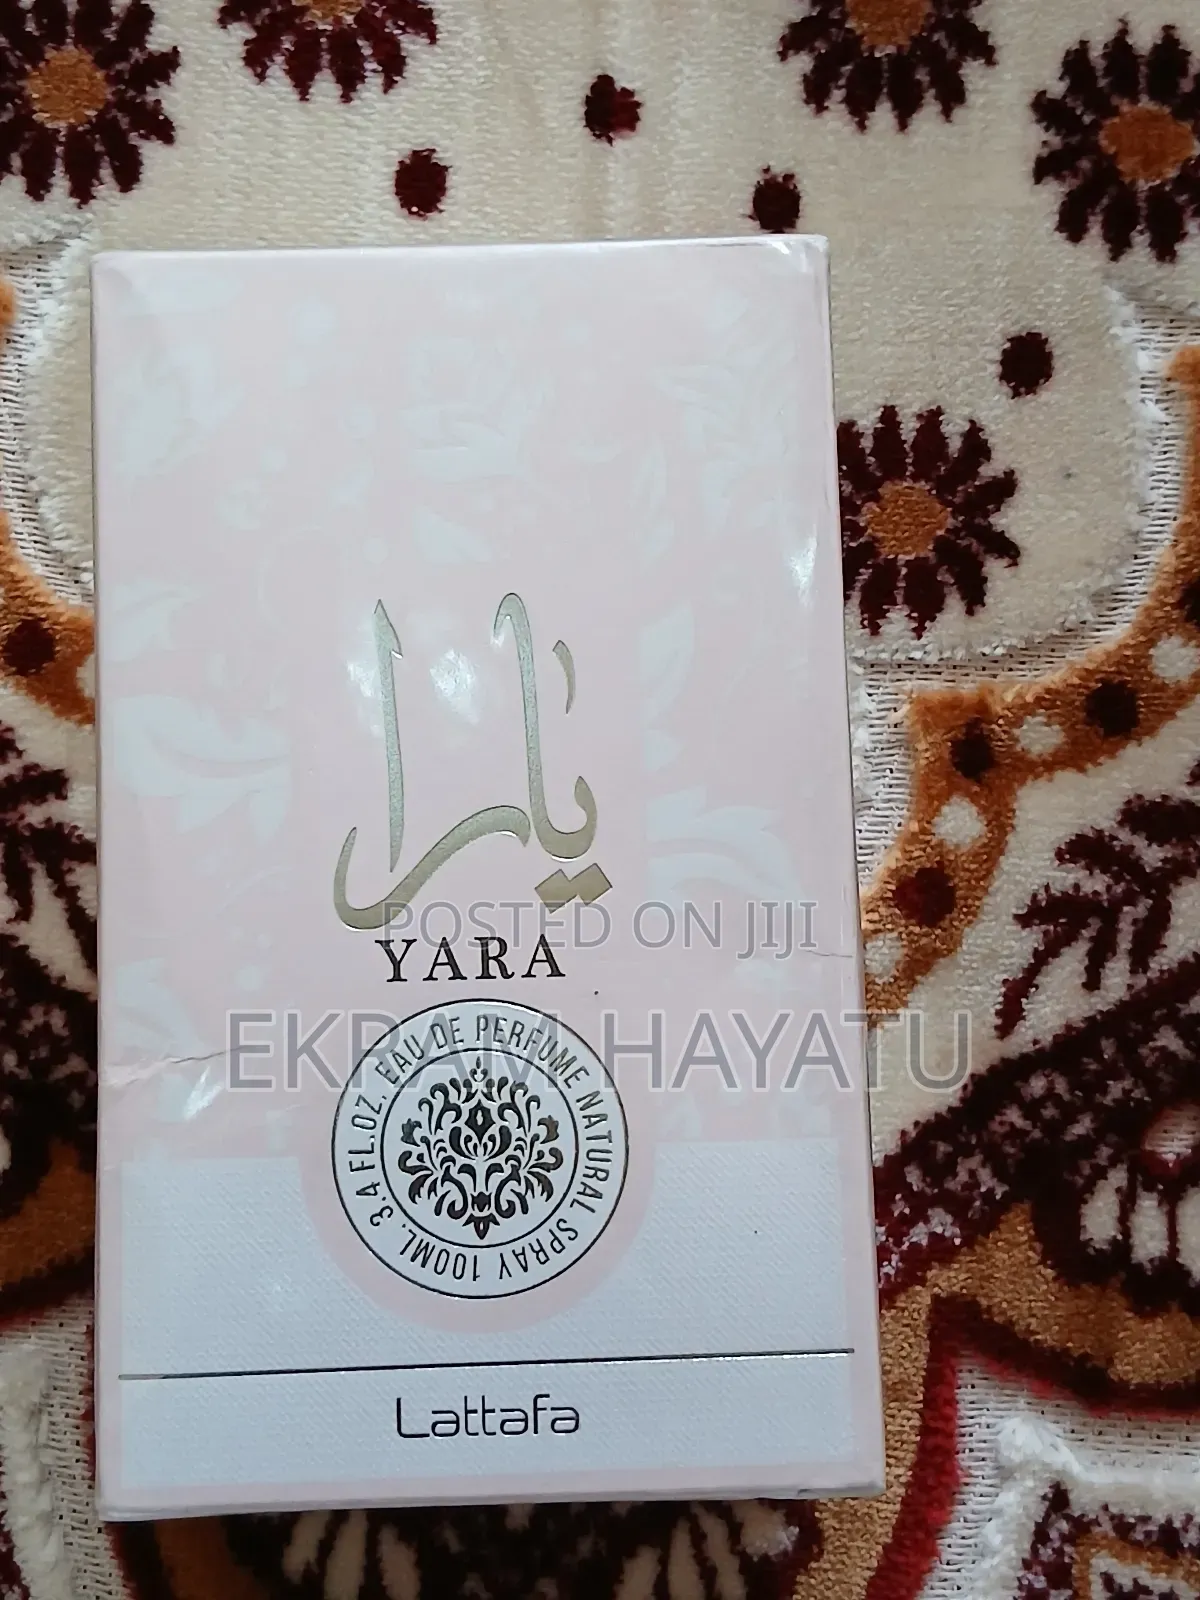 يارا
POSTED ON JIJI
YARA
EKRAM HAYATU
EAU DE PERFUME NATURAL SPRAY 100ML. 3.4 FL.OZ.
Lattafa